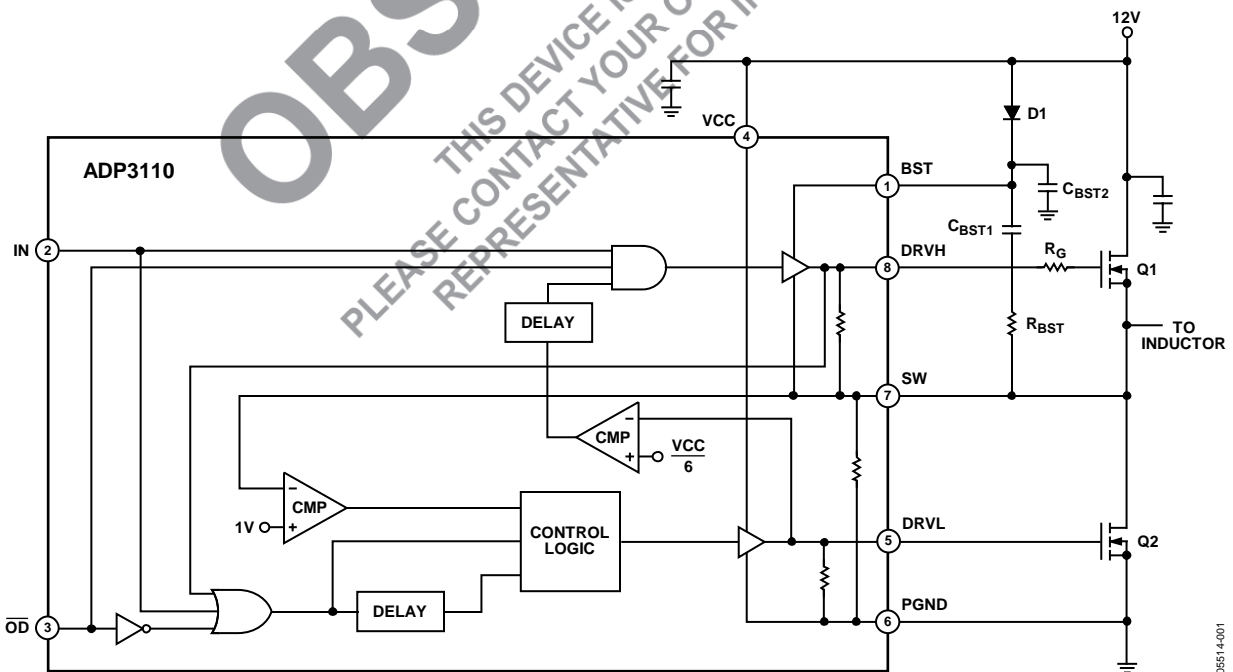 OBS
THIS DEVICE IS
PLEASE CONTACT YOUR O
REPRESENTATIVE FOR IN
12V
D1
VCC
4
ADP3110
BST
1
CBST2
CBST1
IN 2
DRVH
8
RG
Q1
DELAY
RBST
TO
INDUCTOR
SW
7
CMP
VCC
6
CMP
1V
CONTROL
LOGIC
DRVL
5
Q2
DELAY
PGND
6
OD 3
05514-001